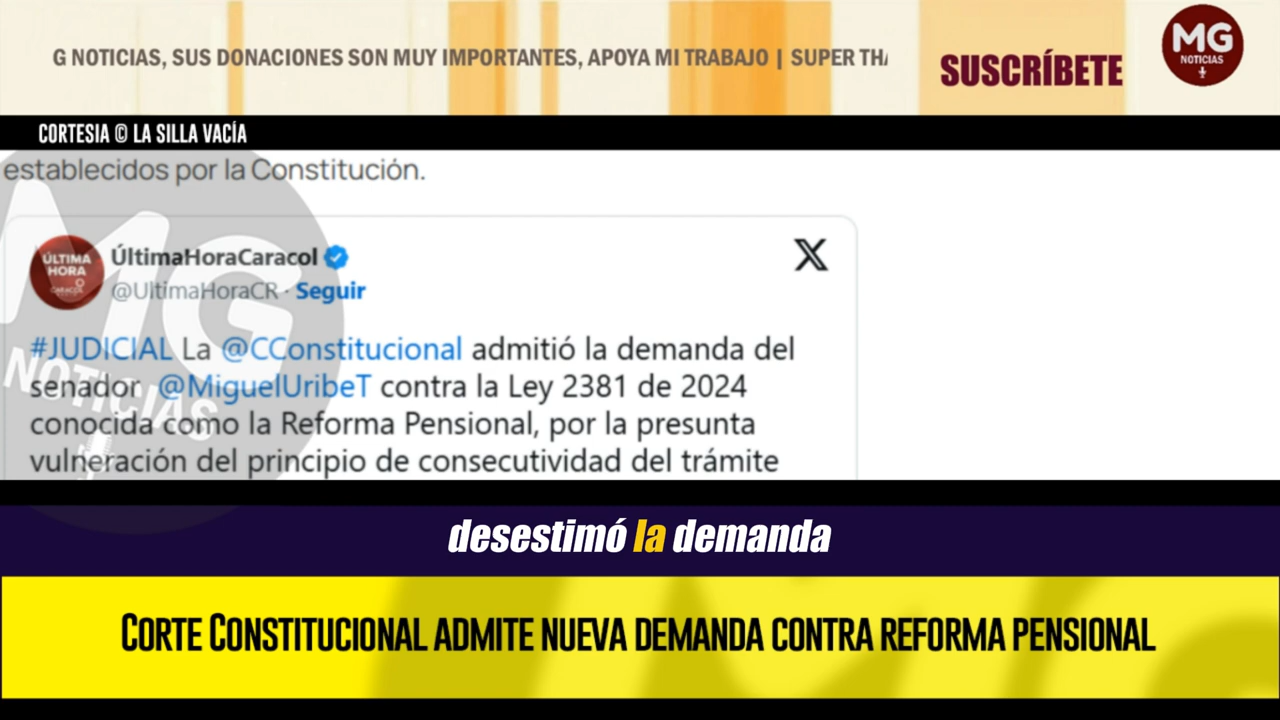 G NOTICIAS, SUS DONACIONES SON MUY IMPORTANTES, APOYA MI TRABAJO | SUPER
SUSCRÍBETE
MG
NOTICIAS
CORTESIA © LA SILLA VACÍA
establecidos por la Constitución.
ÚLTIMA
HORA
CARACOL
ÚltimaHoraCaracol
@UltimaHoraCR · Seguir
#JUDICIAL La @CConstitucional admitió la demanda del
senador @MiguelUribeT contra la Ley 2381 de 2024
conocida como la Reforma Pensional, por la presunta
vulneración del principio de consecutividad del trámite
MG
NOTICIAS
desestimó la demanda
CORTE CONSTITUCIONAL ADMITE NUEVA DEMANDA CONTRA REFORMA PENSIONAL